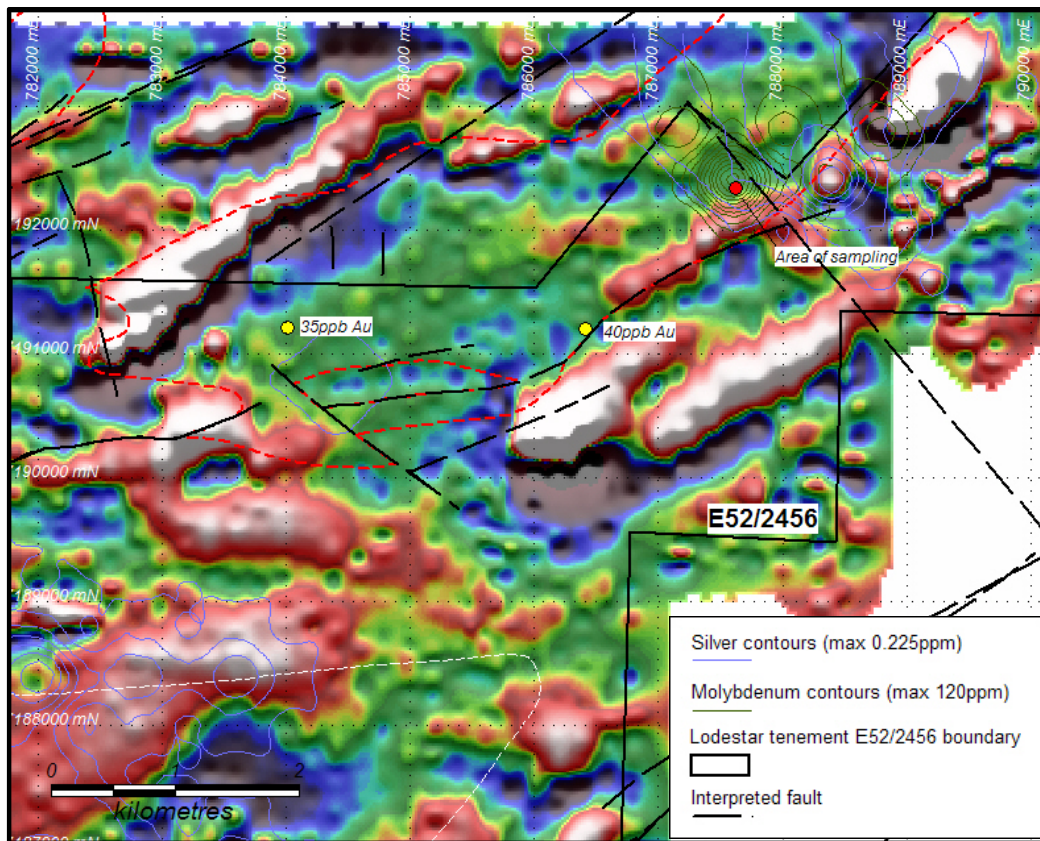 782000 mE
783000 mE
784000 mE
785000 mE
786000 mE
787000 mE
788000 mE
789000 mE
790000 mE
192000 mN
Area of sampling
35ppb Au
40ppb Au
191000 mN
190000 mN
E52/2456
189000 mN
188000 mN
0 1 2
kilometres
Silver contours (max 0.225ppm)
Molybdenum contours (max 120ppm)
Lodestar tenement E52/2456 boundary
Interpreted fault
187000 mN